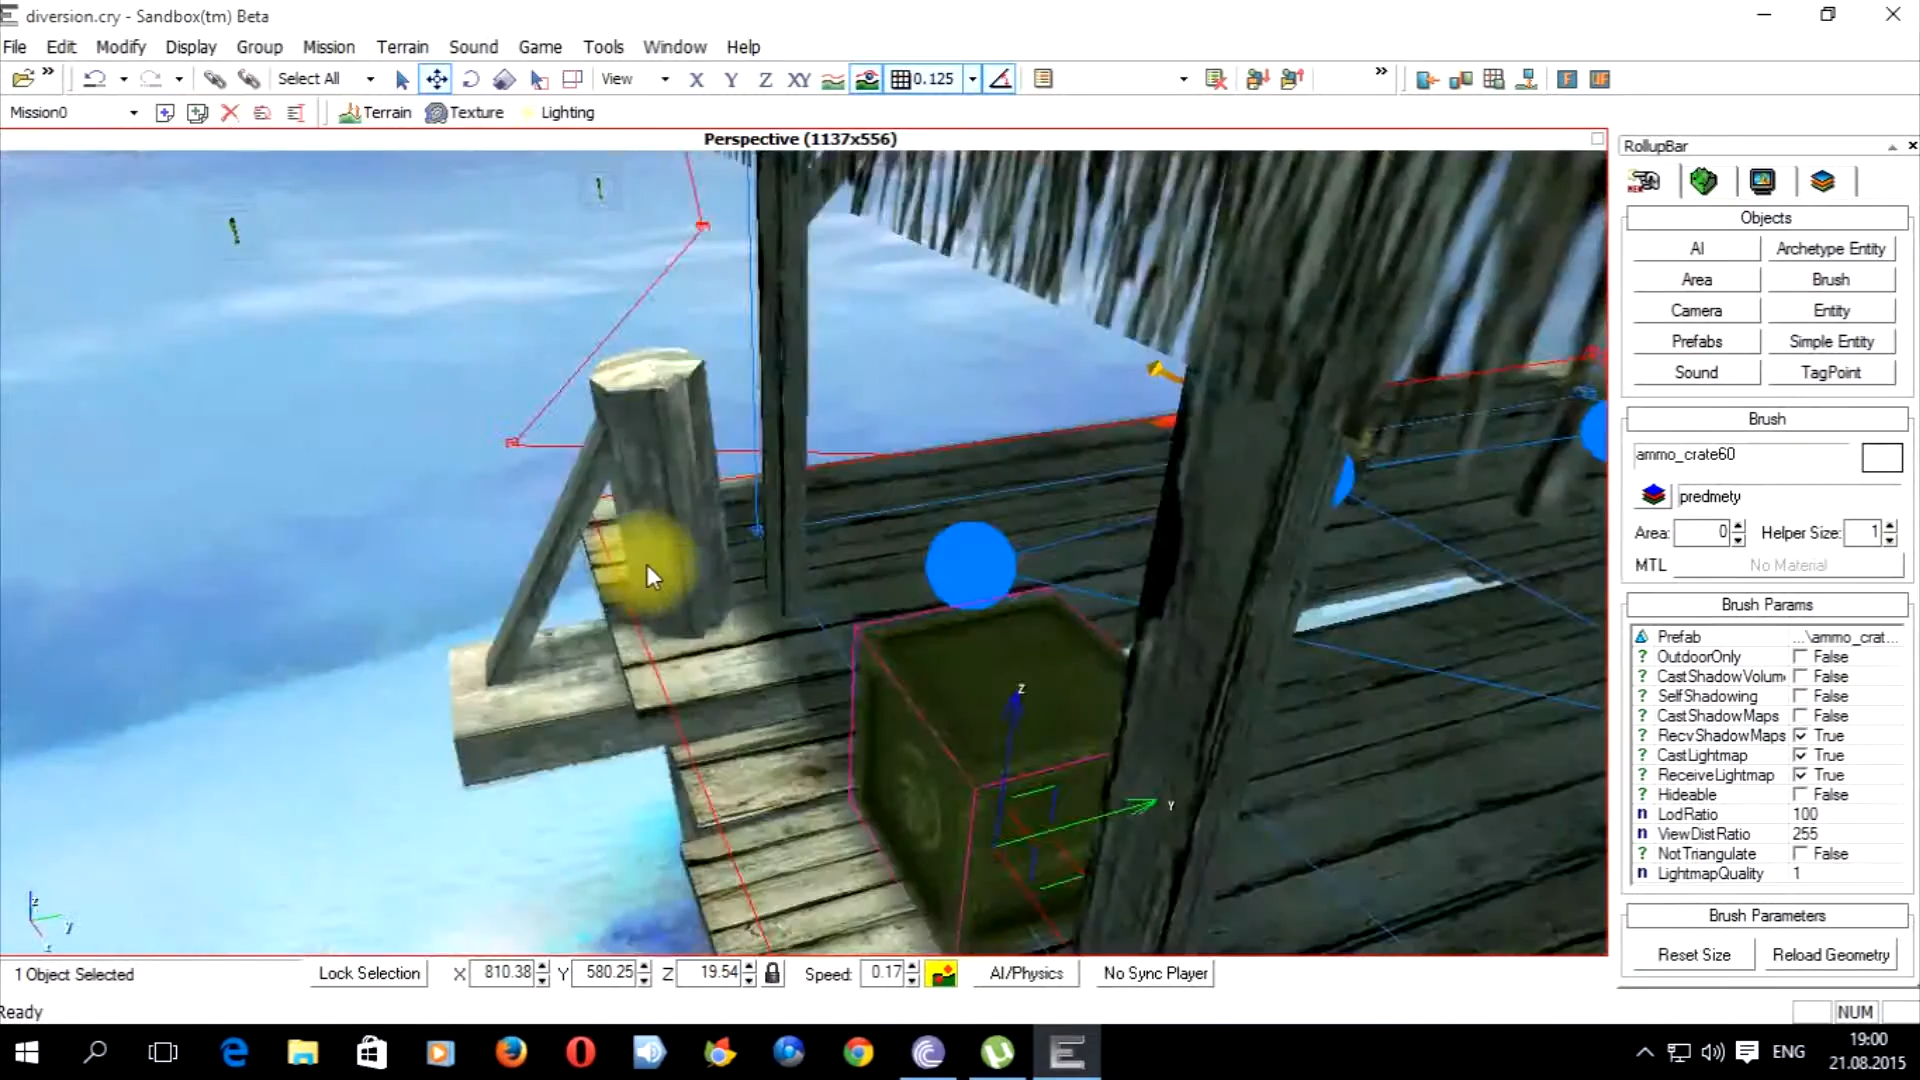 diversion.cry - Sandbox(tm) Beta
File Edit Modify Display Group Mission Terrain Sound Game Tools Window Help
Select All View X Y Z XY 0.125
Mission0 Terrain Texture Lighting
Perspective (1137x556)
RollupBar
Objects
AI Archetype Entity
Area Brush
Camera Entity
Prefabs Simple Entity
Sound TagPoint
Brush
ammo_crate60
predmety
Area: 0 Helper Size: 1
MTL No Material
Brush Params
Prefab ...\ammo_crat...
OutdoorOnly False
CastShadowVolum False
SelfShadowing False
CastShadowMaps False
RecvShadowMaps True
CastLightmap True
ReceiveLightmap True
Hideable False
LodRatio 100
ViewDistRatio 255
NotTriangulate False
LightmapQuality 1
Brush Parameters
Reset Size Reload Geometry
Z
Y
z
y
x
1 Object Selected Lock Selection X 810.38 Y 580.25 Z 19.54 Speed: 0.17 AI/Physics No Sync Player
Ready NUM
ENG 19:00
21.08.2015